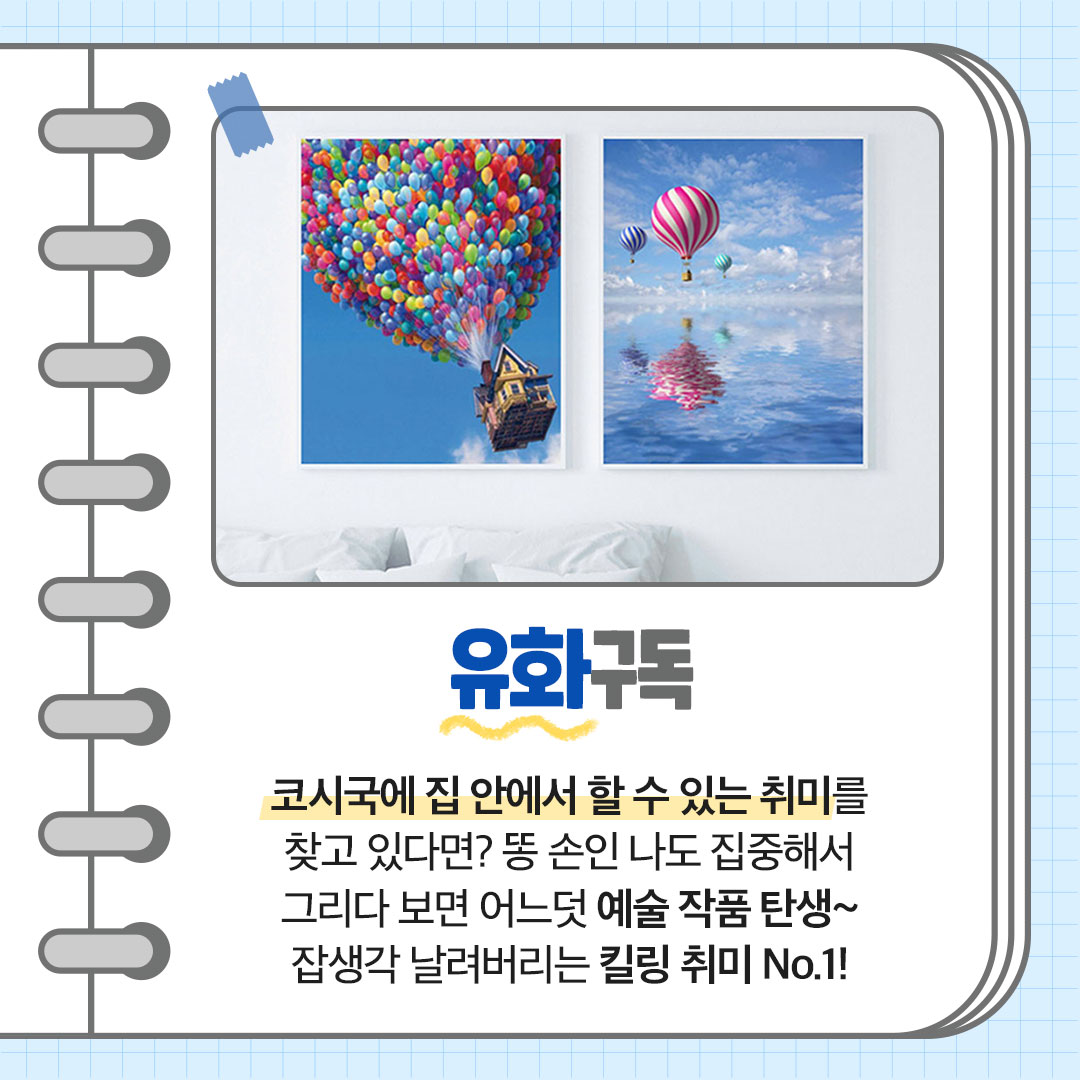 유화구독
코시국에 집 안에서 할 수 있는 취미를
찾고 있다면? 똥 손인 나도 집중해서
그리다 보면 어느덧 예술 작품 탄생~
잡생각 날려버리는 킬링 취미 No.1!